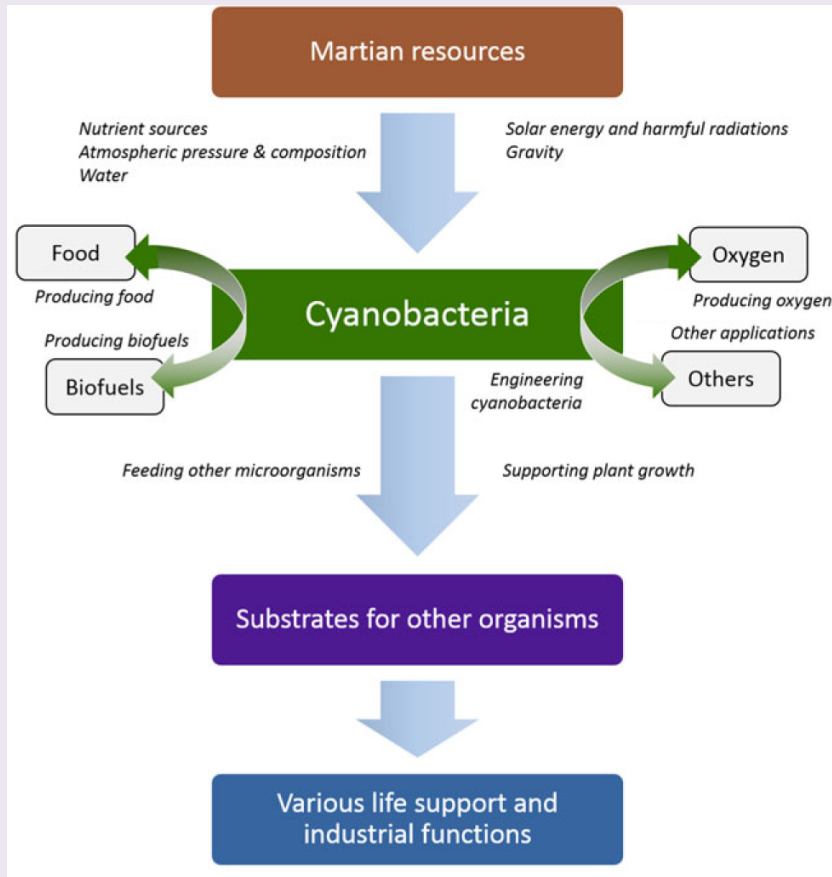 Martian resources
Nutrient sources
Atmospheric pressure & composition
Water
Solar energy and harmful radiations
Gravity
Food
Producing food
Producing biofuels
Biofuels
Cyanobacteria
Oxygen
Producing oxygen
Other applications
Others
Engineering
cyanobacteria
Feeding other microorganisms
Supporting plant growth
Substrates for other organisms
Various life support and
industrial functions